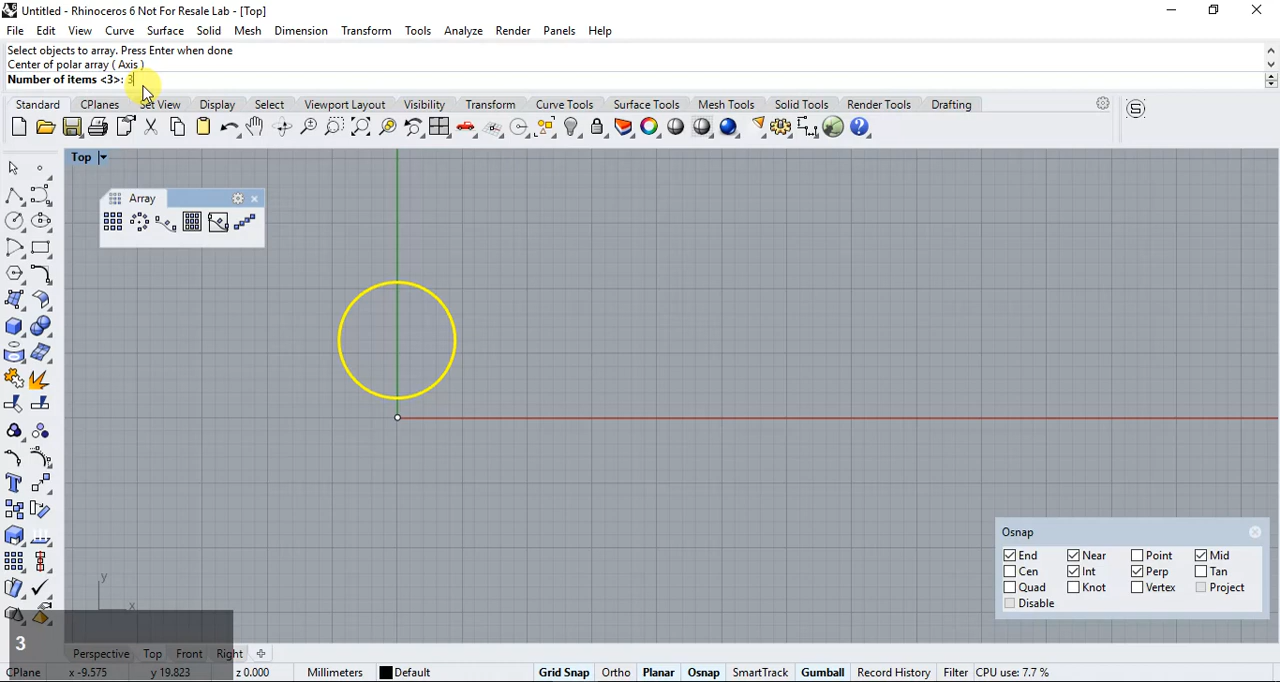 Untitled - Rhinoceros 6 Not For Resale Lab - [Top]
File Edit View Curve Surface Solid Mesh Dimension Transform Tools Analyze Render Panels Help
Select objects to array. Press Enter when done
Center of polar array ( Axis )
Number of items <3>: 3
Standard CPlanes Set View Display Select Viewport Layout Visibility Transform Curve Tools Surface Tools Mesh Tools Solid Tools Render Tools Drafting
Top
Array
Osnap
End Near Point Mid
Cen Int Perp Tan
Quad Knot Vertex Project
Disable
y
x
3
Perspective Top Front Right
CPlane x -9.575 y 19.823 z 0.000 Millimeters Default Grid Snap Ortho Planar Osnap SmartTrack Gumball Record History Filter CPU use: 7.7 %